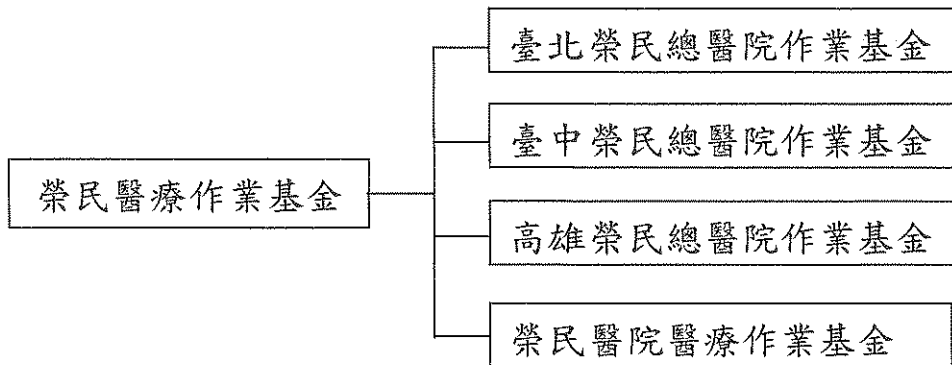 臺北榮民總醫院作業基金
臺中榮民總醫院作業基金
榮民醫療作業基金
高雄榮民總醫院作業基金
榮民醫院醫療作業基金